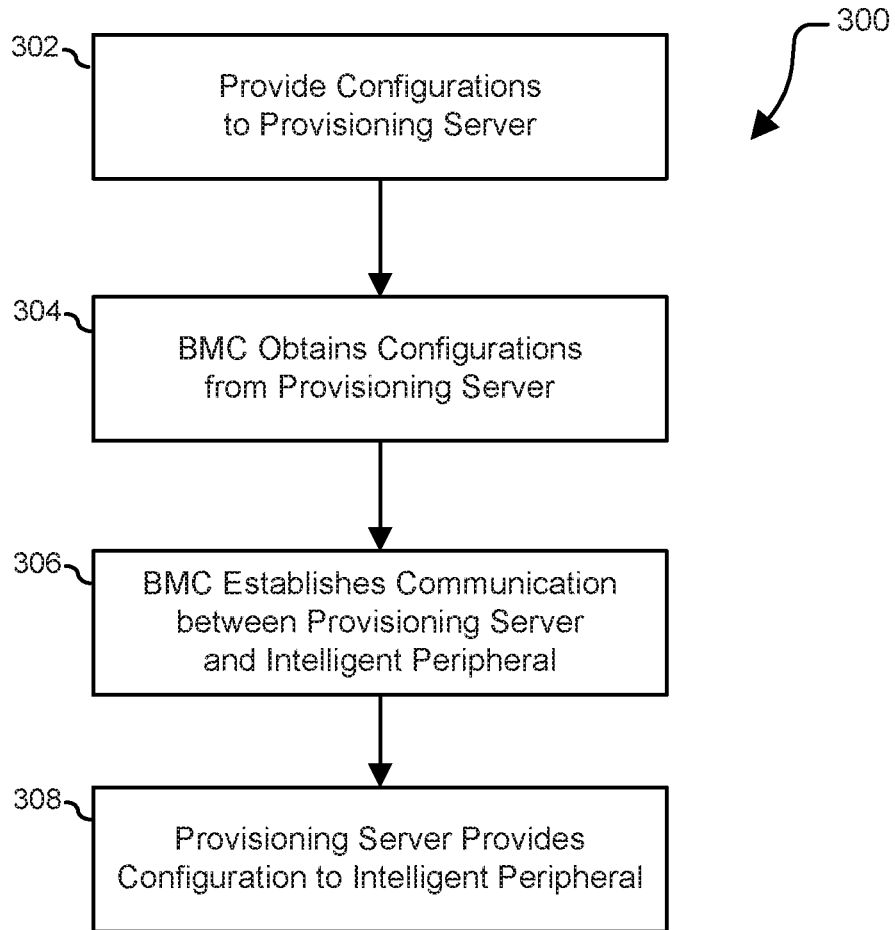 300
302
Provide Configurations
to Provisioning Server
304
BMC Obtains Configurations
from Provisioning Server
306
BMC Establishes Communication
between Provisioning Server
and Intelligent Peripheral
308
Provisioning Server Provides
Configuration to Intelligent Peripheral